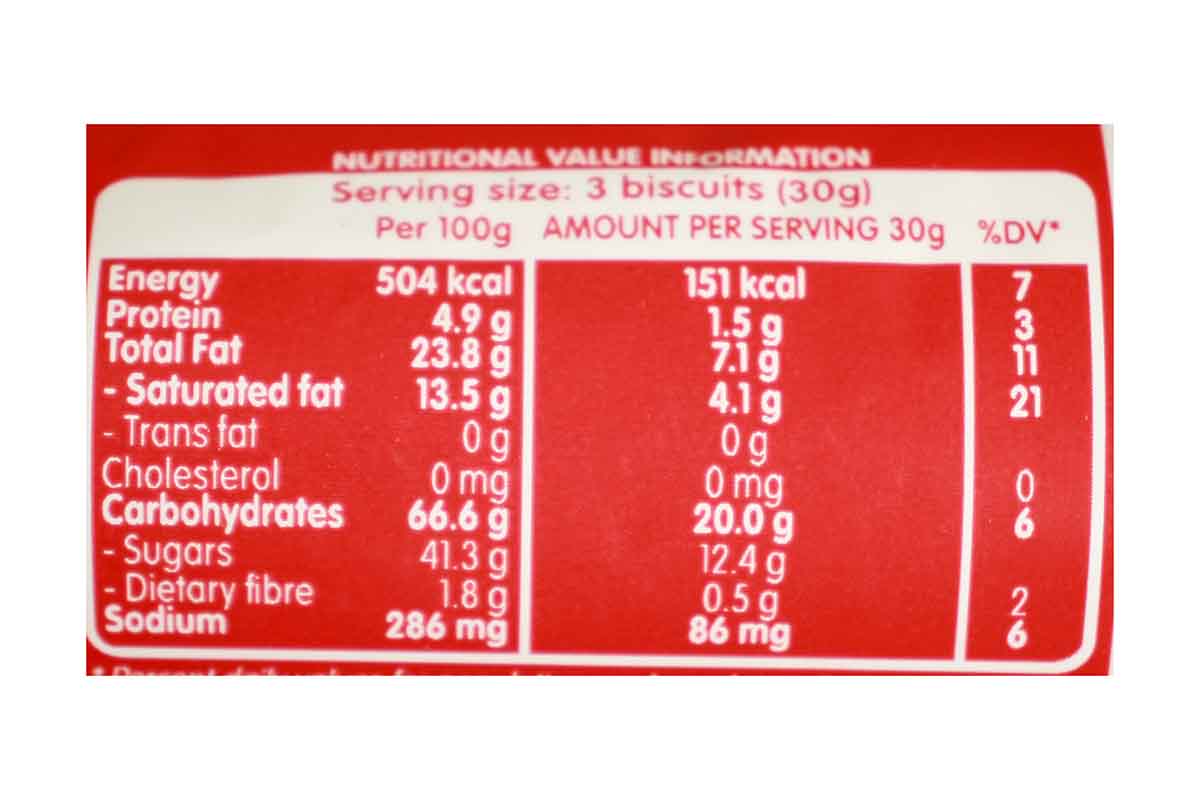 NUTRITIONAL VALUE INFORMATION
Serving size: 3 biscuits (30g)
Per 100g AMOUNT PER SERVING 30g %DV*
Energy 504 kcal 151 kcal 7
Protein 4.9 g 1.5 g 3
Total Fat 23.8 g 7.1 g 11
- Saturated fat 13.5 g 4.1 g 21
- Trans fat 0 g 0 g
Cholesterol 0 mg 0 mg 0
Carbohydrates 66.6 g 20.0 g 6
- Sugars 41.3 g 12.4 g
- Dietary fibre 1.8 g 0.5 g 2
Sodium 286 mg 86 mg 6